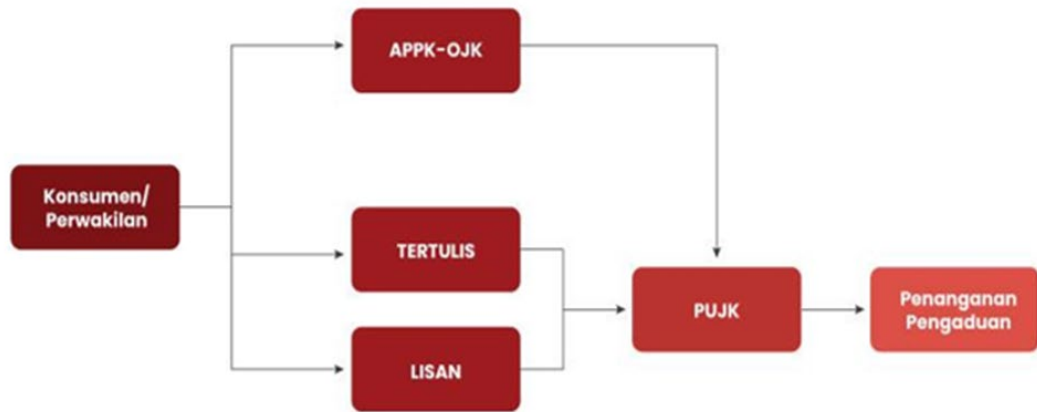 APPK-OJK
Konsumen/
Perwakilan
TERTULIS
LISAN
PUJK
Penanganan
Pengaduan